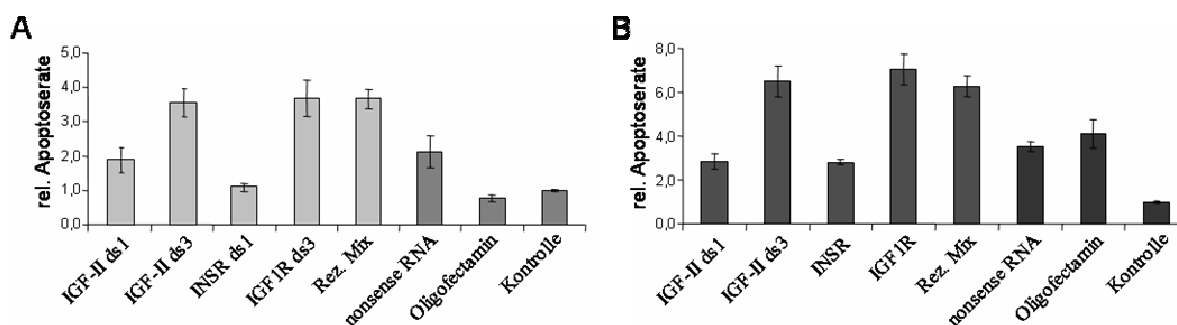 A
rel. Apoptoserate
5,0
4,0
3,0
2,0
1,0
0,0
IGF-II ds1
IGF-II ds3
INSR ds1
IGF1R ds3
Rez. Mix
nonsense RNA
Oligofectamin
Kontrolle
B
rel. Apoptoserate
8,0
6,0
4,0
2,0
0,0
IGF-II ds1
IGF-II ds3
INSR
IGF1R
Rez. Mix
nonsense RNA
Oligofectamin
Kontrolle